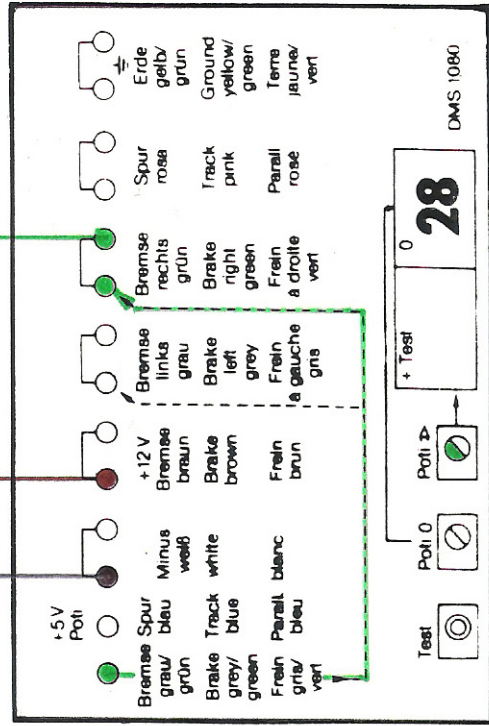 +5 V
Poti
Bremse
grau/
grün
Brake
grey/
green
Frein
gris/
vert
Spur
blau
Track
blue
Parall.
bleu
Minus
weiß
white
blanc
+12 V
Bremse
braun
Brake
brown
Frein
brun
Bremse
links
grau
Brake
left
grey
Frein
à gauche
gris
Bremse
rechts
grün
Brake
right
green
Frein
à droite
vert
Spur
rosa
Track
pink
Parall
rosé
Erde
gelb/
grün
Ground
yellow/
green
Terre
jaune/
vert
Test
Poti 0
Poti
+ Test
0
28
DMS 1080